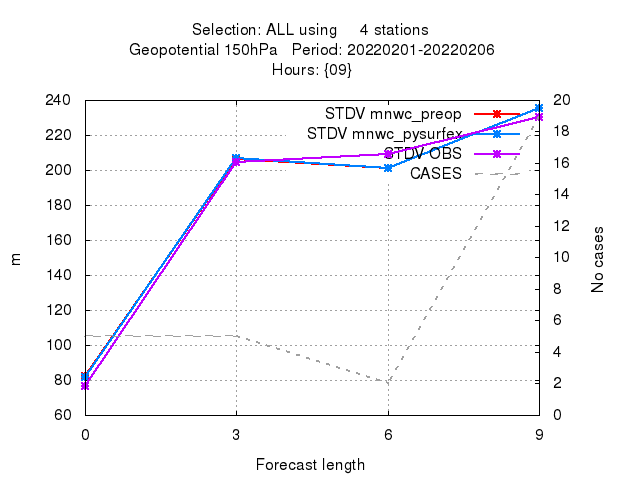 Selection: ALL using 4 stations
Geopotential 150hPa Period: 20220201-20220206
Hours: {09}
STDV mnwc_preop
STDV mnwc_pysurfex
STDV OBS
CASES
240
220
200
180
160
140
120
100
80
60
m
20
18
16
14
12
10
8
6
4
2
0
No cases
0 3 6 9
Forecast length